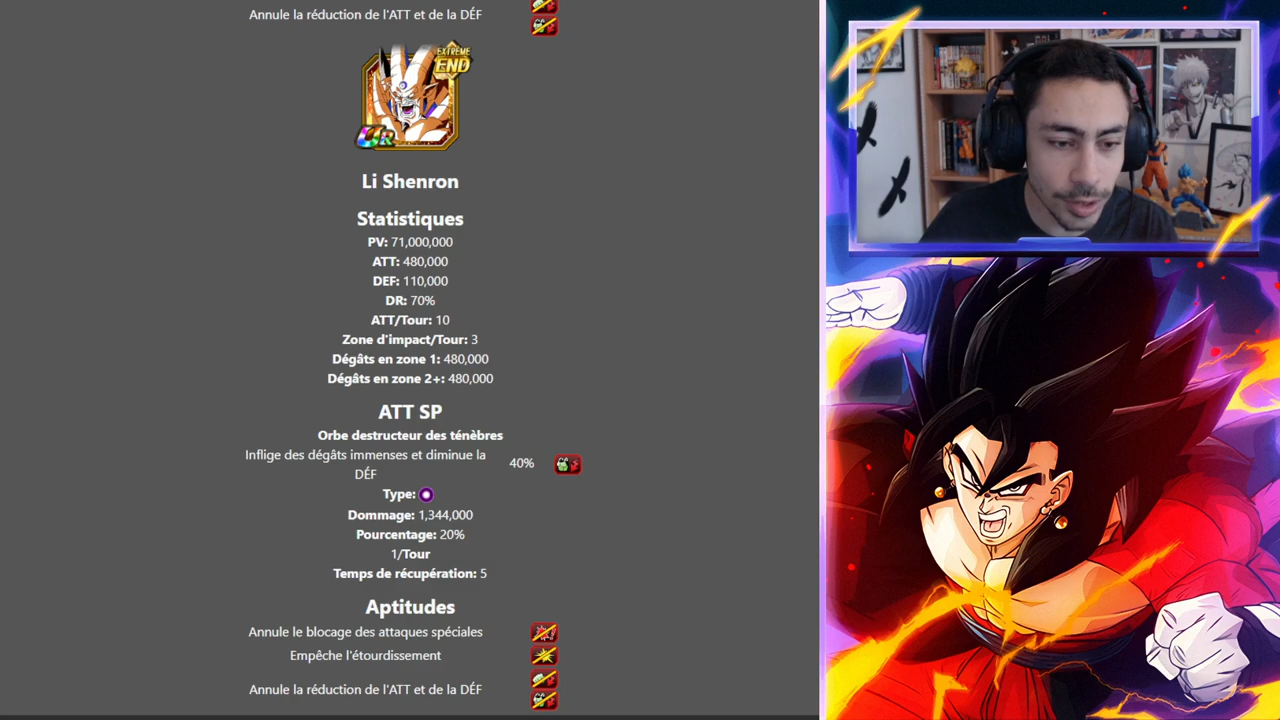 Annule la réduction de l'ATT et de la DÉF
EXTRÊME
END
UR
Li Shenron
Statistiques
PV: 71,000,000
ATT: 480,000
DEF: 110,000
DR: 70%
ATT/Tour: 10
Zone d'impact/Tour: 3
Dégâts en zone 1: 480,000
Dégâts en zone 2+: 480,000
ATT SP
Orbe destructeur des ténèbres
Inflige des dégâts immenses et diminue la
DÉF
40%
Type:
Dommage: 1,344,000
Pourcentage: 20%
1/Tour
Temps de récupération: 5
Aptitudes
Annule le blocage des attaques spéciales
Empêche l'étourdissement
Annule la réduction de l'ATT et de la DÉF